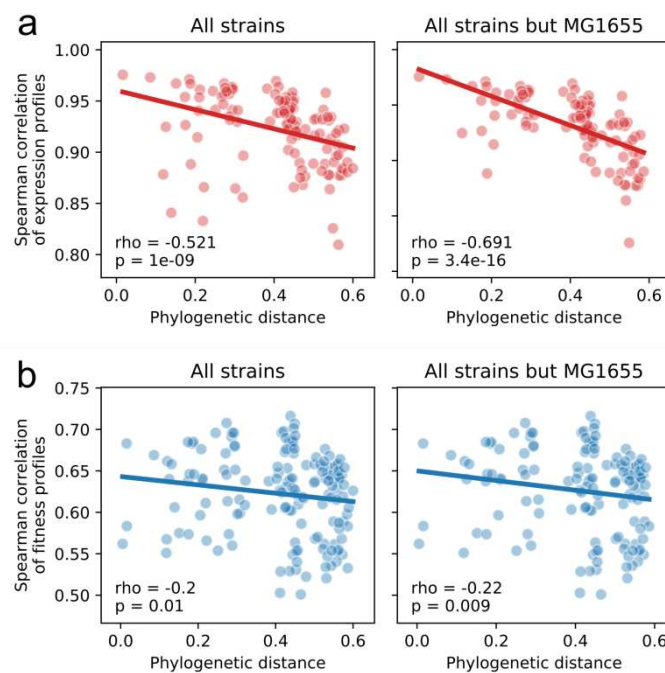 a
All strains
All strains but MG1655
Spearman correlation
of expression profiles
1.00
0.95
0.90
0.85
0.80
rho = -0.521
p = 1e-09
rho = -0.691
p = 3.4e-16
0.0 0.2 0.4 0.6
0.0 0.2 0.4 0.6
Phylogenetic distance
Phylogenetic distance
b
All strains
All strains but MG1655
Spearman correlation
of fitness profiles
0.75
0.70
0.65
0.60
0.55
0.50
rho = -0.2
p = 0.01
rho = -0.22
p = 0.009
0.0 0.2 0.4 0.6
0.0 0.2 0.4 0.6
Phylogenetic distance
Phylogenetic distance